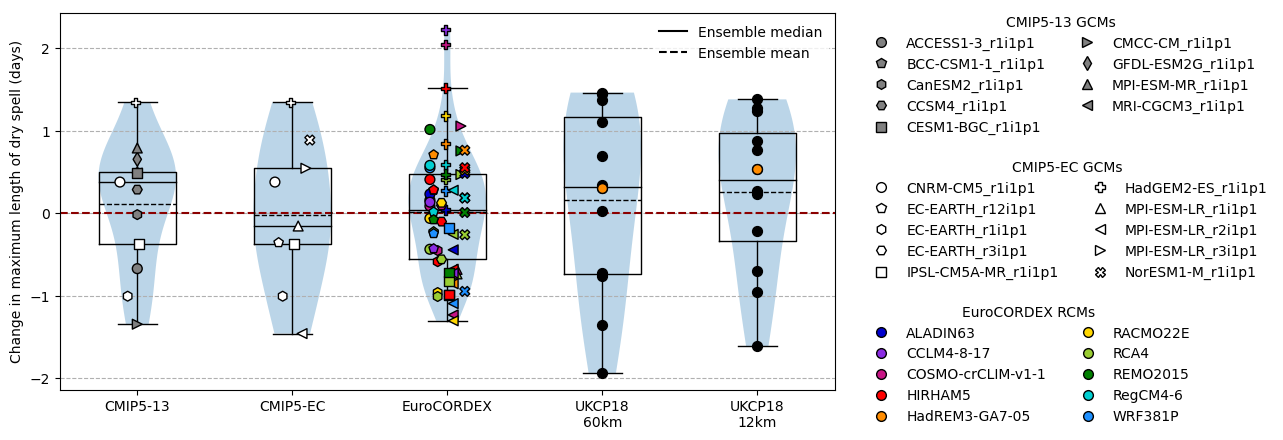 Change in maximum length of dry spell (days)
2
1
0
−1
−2
Ensemble median
Ensemble mean
CMIP5-13
CMIP5-EC
EuroCORDEX
UKCP18
60km
UKCP18
12km
CMIP5-13 GCMs
ACCESS1-3_r1i1p1
BCC-CSM1-1_r1i1p1
CanESM2_r1i1p1
CCSM4_r1i1p1
CESM1-BGC_r1i1p1
CMCC-CM_r1i1p1
GFDL-ESM2G_r1i1p1
MPI-ESM-MR_r1i1p1
MRI-CGCM3_r1i1p1
CMIP5-EC GCMs
CNRM-CM5_r1i1p1
EC-EARTH_r12i1p1
EC-EARTH_r1i1p1
EC-EARTH_r3i1p1
IPSL-CM5A-MR_r1i1p1
HadGEM2-ES_r1i1p1
MPI-ESM-LR_r1i1p1
MPI-ESM-LR_r2i1p1
MPI-ESM-LR_r3i1p1
NorESM1-M_r1i1p1
EuroCORDEX RCMs
ALADIN63
CCLM4-8-17
COSMO-crCLIM-v1-1
HIRHAM5
HadREM3-GA7-05
RACMO22E
RCA4
REMO2015
RegCM4-6
WRF381P